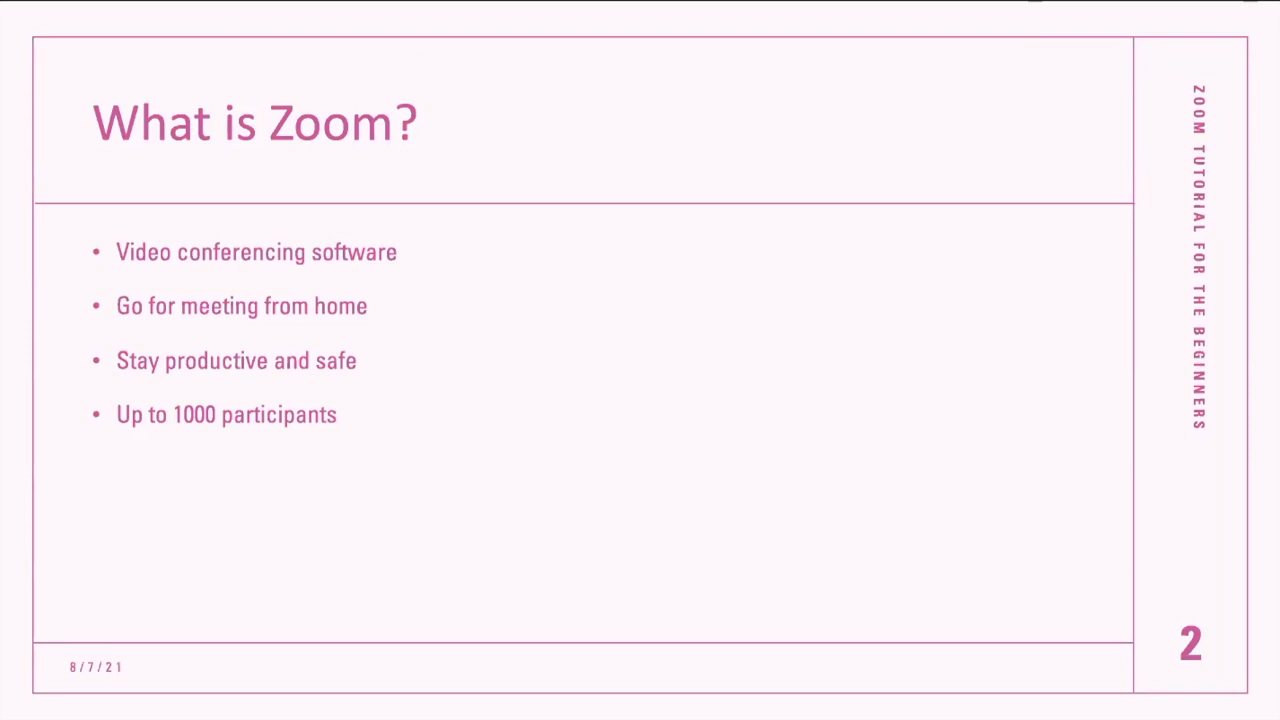 What is Zoom?
• Video conferencing software
• Go for meeting from home
• Stay productive and safe
• Up to 1000 participants
ZOOM TUTORIAL FOR THE BEGINNERS
8/7/21
2